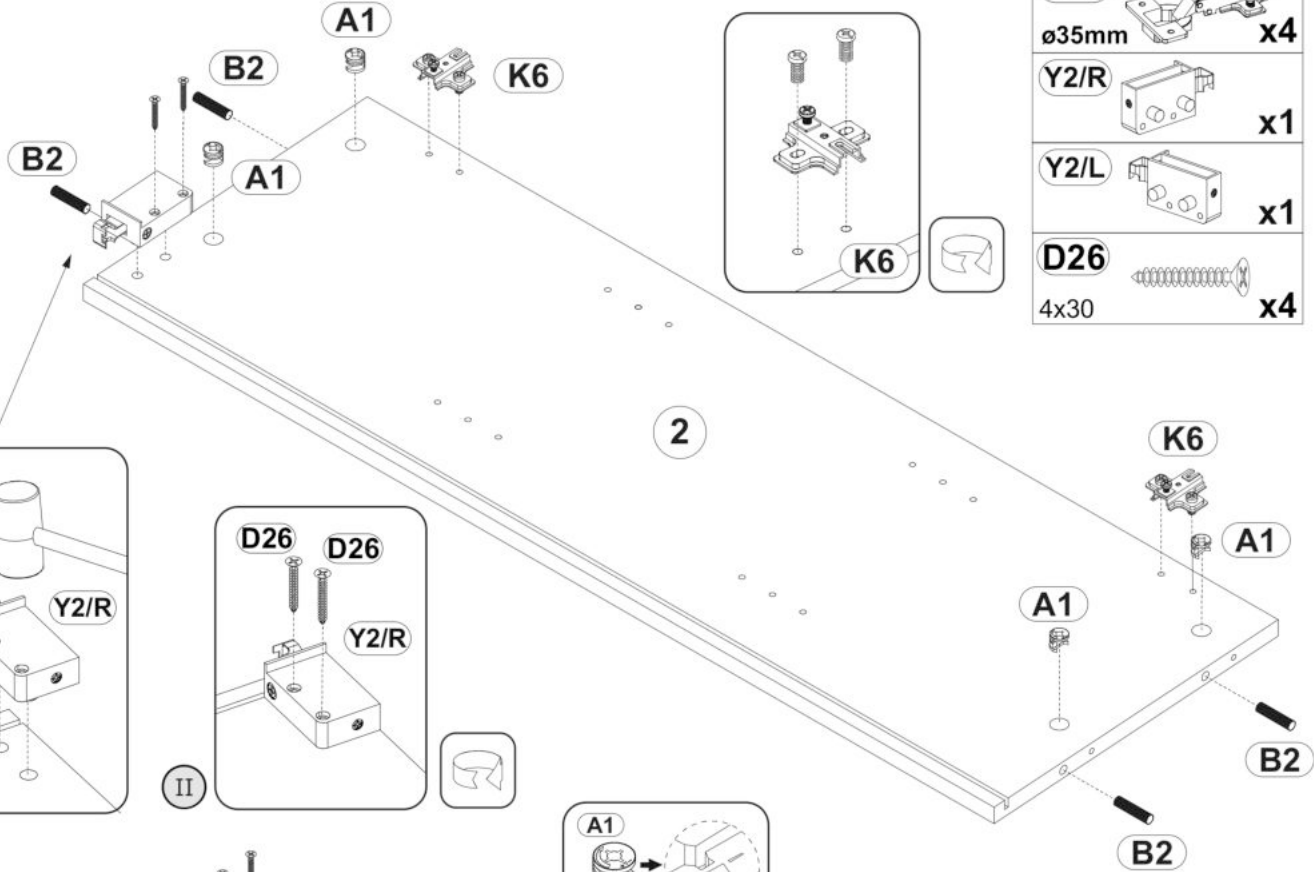 A1
B2
K6
B2
A1
K6
ø35mm x4
Y2/R
x1
Y2/L
x1
D26
4x30 x4
2
K6
A1
A1
B2
B2
Y2/R
D26 D26
Y2/R
II
A1